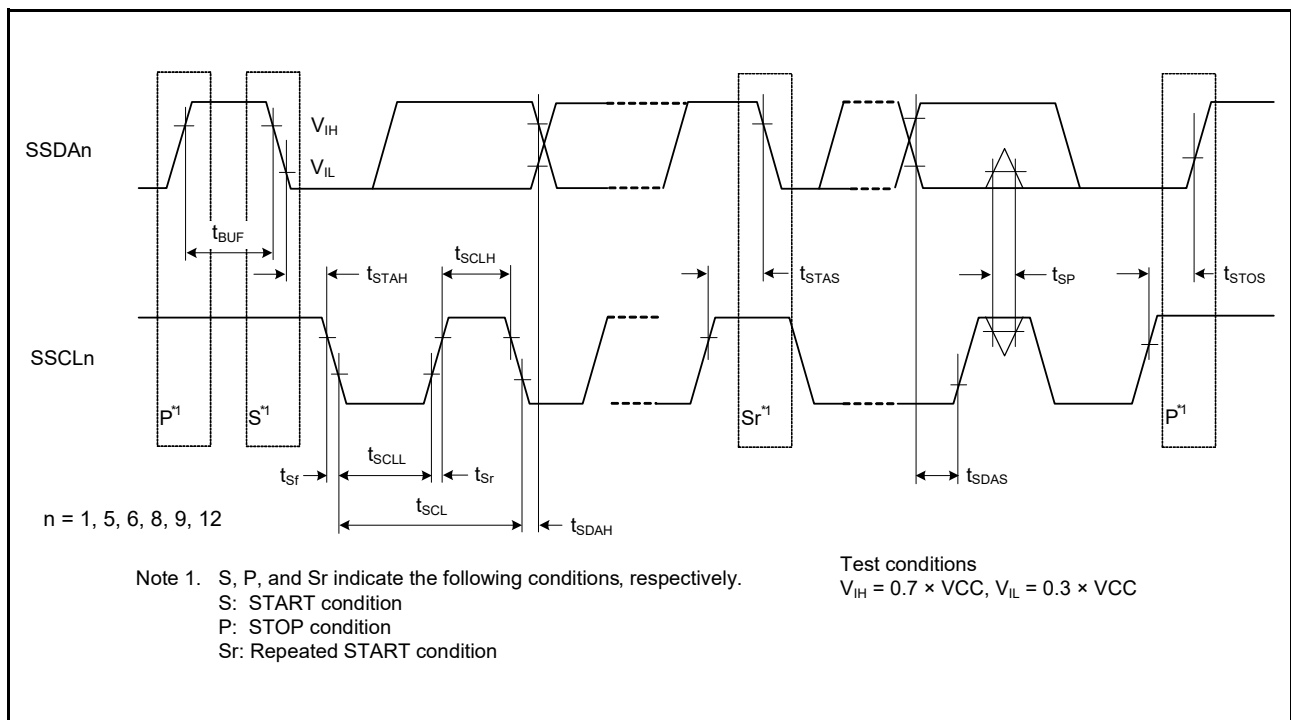 SSDAn
VIH
VIL
tBUF
tSTAH
tSCLH
tSTAS
tSP
tSTOS
SSCLn
P*1
S*1
Sr*1
P*1
tSCLL
tSf
tSr
tSDAS
tSCL
tSDAH
n = 1, 5, 6, 8, 9, 12
Note 1. S, P, and Sr indicate the following conditions, respectively.
S: START condition
P: STOP condition
Sr: Repeated START condition
Test conditions
VIH = 0.7 × VCC, VIL = 0.3 × VCC